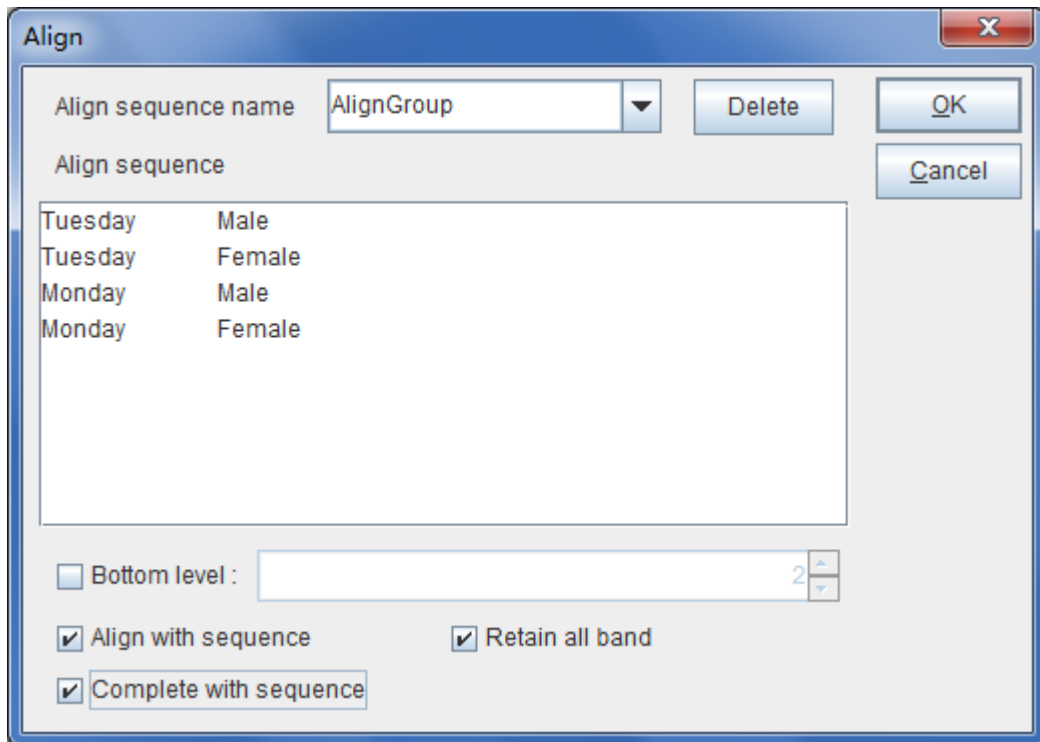 Align
Align sequence name AlignGroup Delete OK
Align sequence Cancel
Tuesday Male
Tuesday Female
Monday Male
Monday Female
Bottom level : 2
Align with sequence Retain all band
Complete with sequence